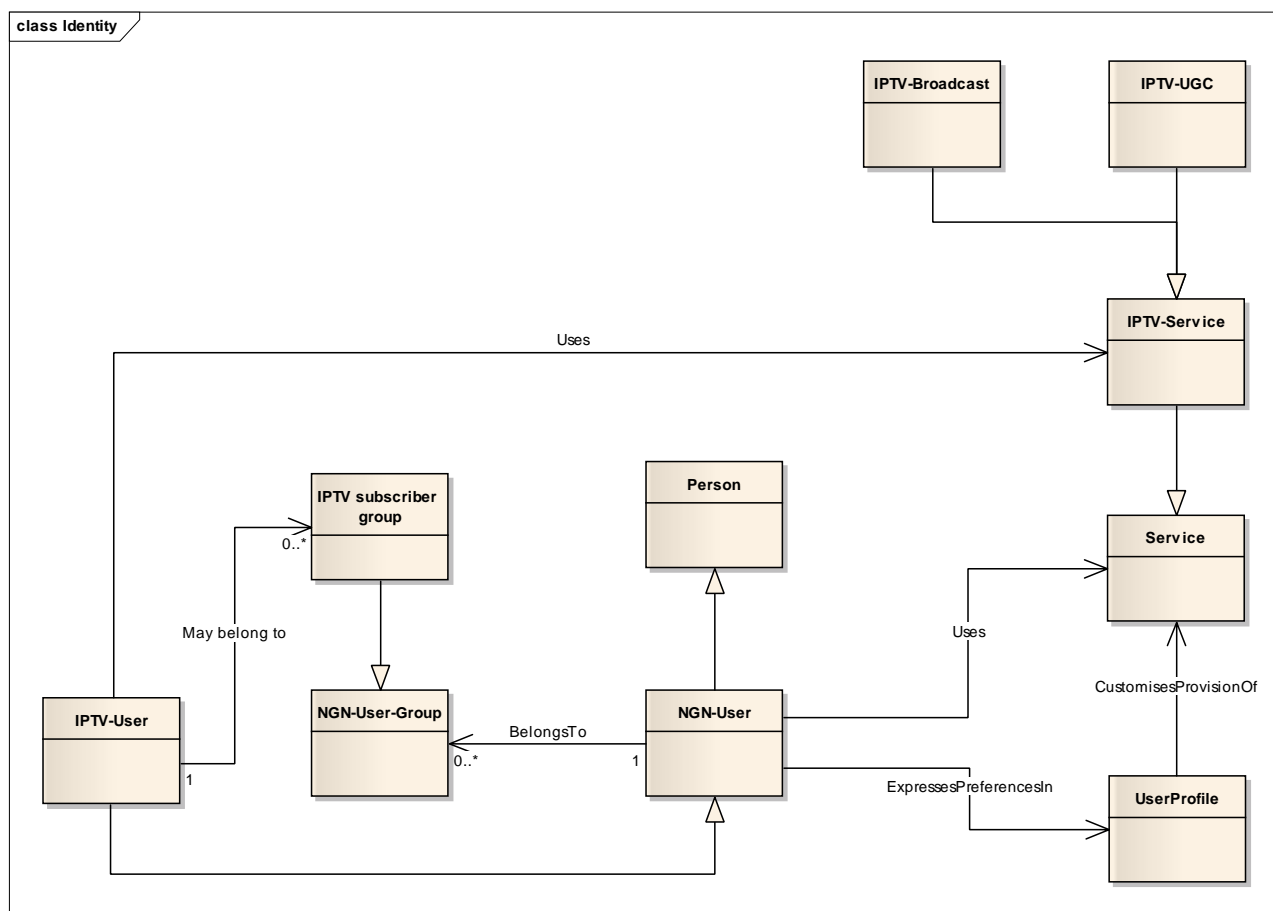 class Identity
IPTV-Broadcast
IPTV-UGC
IPTV-Service
Uses
IPTV subscriber
group
Person
Service
0..*
May belong to
Uses
CustomisesProvisionOf
IPTV-User
NGN-User-Group
NGN-User
BelongsTo
0..*
1
1
ExpressesPreferencesIn
UserProfile